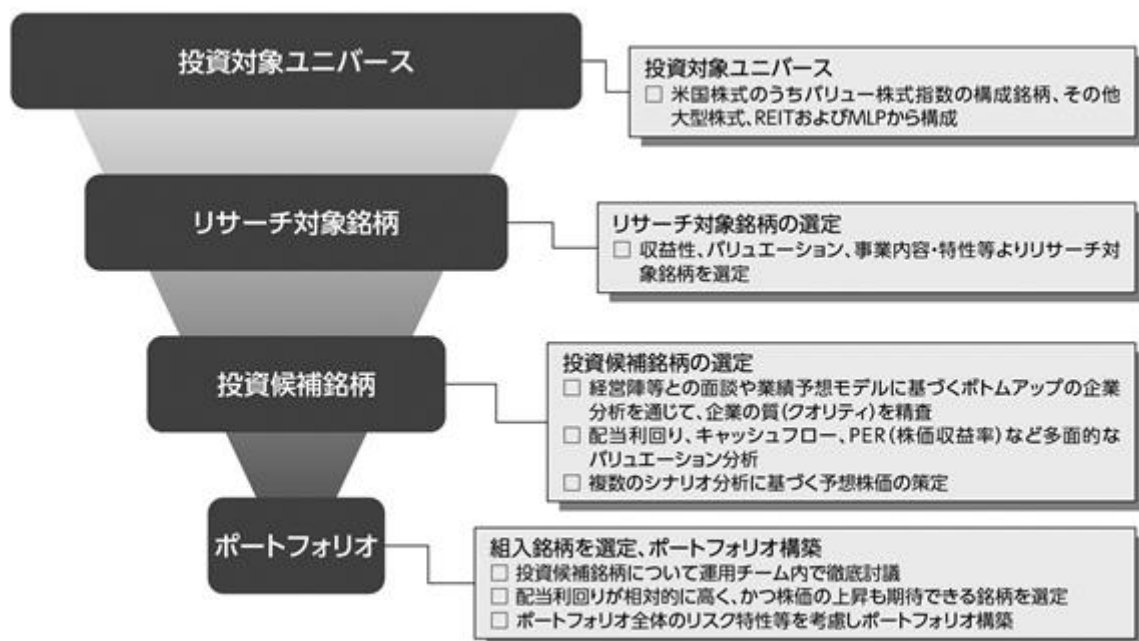 投資対象ユニバース
投資対象ユニバース
□ 米国株式のうちバリュー株式指数の構成銘柄、その他
大型株式、REITおよびMLPから構成
リサーチ対象銘柄
リサーチ対象銘柄の選定
□ 収益性、バリュエーション、事業内容・特性等よりリサーチ対
象銘柄を選定
投資候補銘柄
投資候補銘柄の選定
□ 経営陣等との面談や業績予想モデルに基づくボトムアップの企業
分析を通じて、企業の質(クオリティ)を精査
□ 配当利回り、キャッシュフロー、PER(株価収益率)など多面的な
バリュエーション分析
□ 複数のシナリオ分析に基づく予想株価の策定
ポートフォリオ
組入銘柄を選定、ポートフォリオ構築
□ 投資候補銘柄について運用チーム内で徹底討議
□ 配当利回りが相対的に高く、かつ株価の上昇も期待できる銘柄を選定
□ ポートフォリオ全体のリスク特性等を考慮しポートフォリオ構築